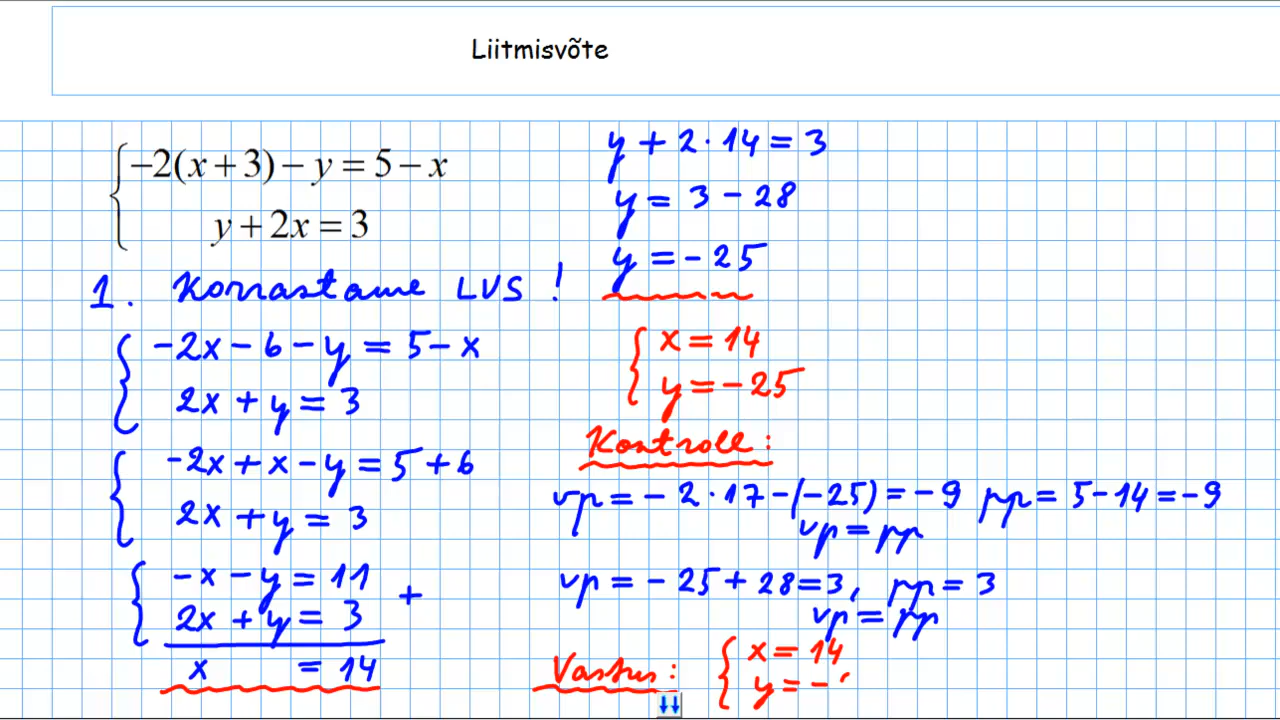 Liitmisvõte
-2(x+3)-y=5-x
y+2x=3
1. Korrastame LVS !
-2x-6-y=5-x
2x+y=3
-2x+x-y=5+6
2x+y=3
-x-y=11
2x+y=3 +
x =14
y+2·14=3
y=3-28
y=-25
x=14
y=-25
Kontroll:
vp=-2·17-(-25)=-9 pp=5-14=-9
vp=pp
vp=-25+28=3, pp=3
vp=pp
Vastus: x=14
y=-